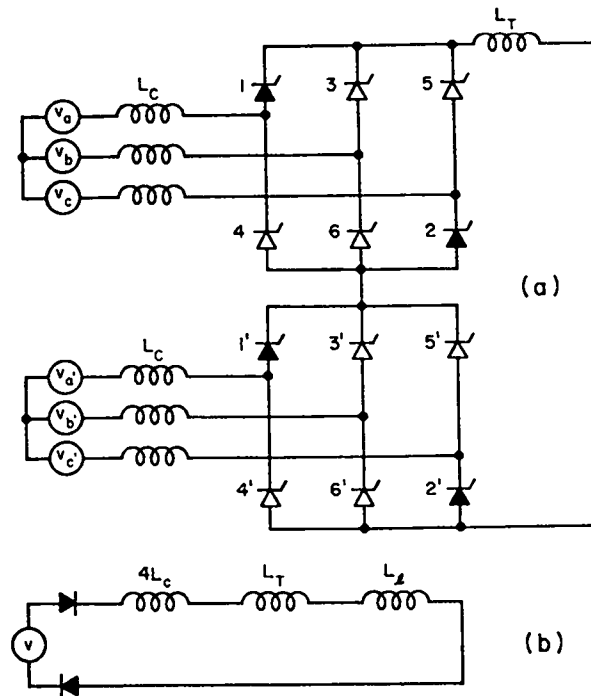 L_T
1 3 5
L_C
v_a
v_b
v_c
4 6 2
(a)
1' 3' 5'
L_C
v_a'
v_b'
v_c'
4' 6' 2'
4L_c L_T L_ℓ
v
(b)